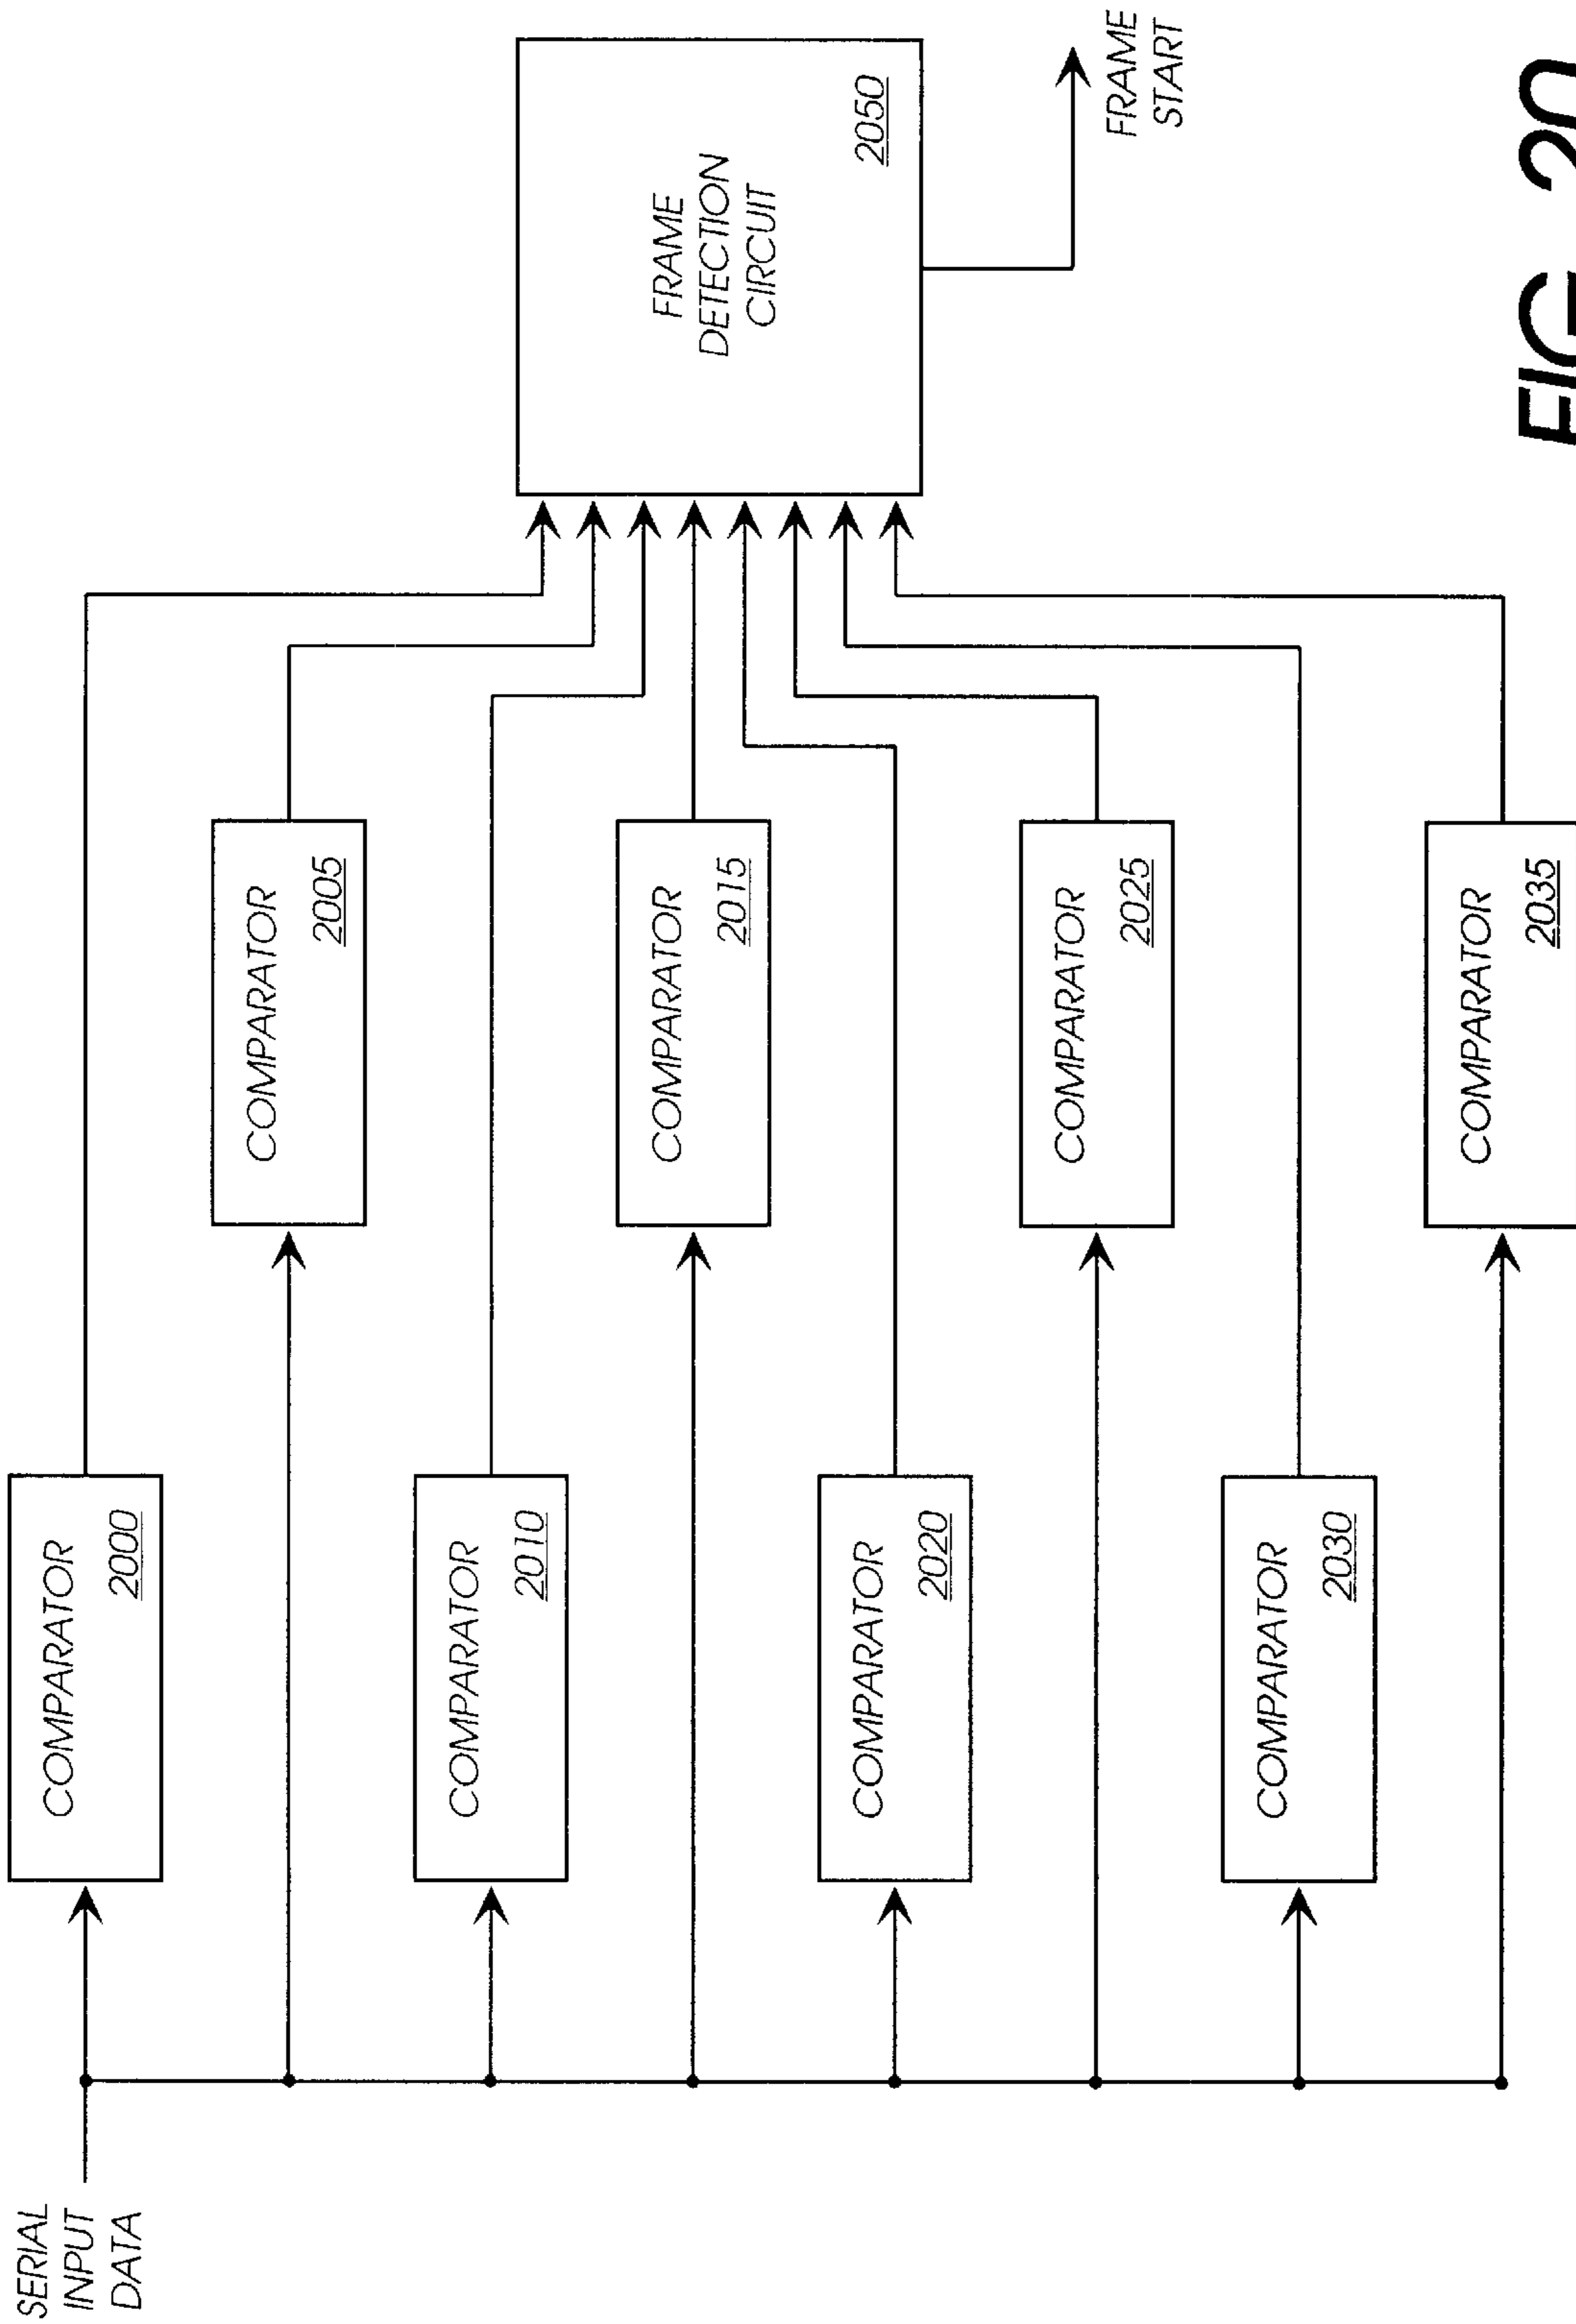 SERIAL
INPUT
DATA
COMPARATOR
2000
COMPARATOR
2005
COMPARATOR
2010
COMPARATOR
2015
COMPARATOR
2020
COMPARATOR
2025
COMPARATOR
2030
COMPARATOR
2035
FRAME
DETECTION
CIRCUIT
2050
FRAME
START
FIG_20